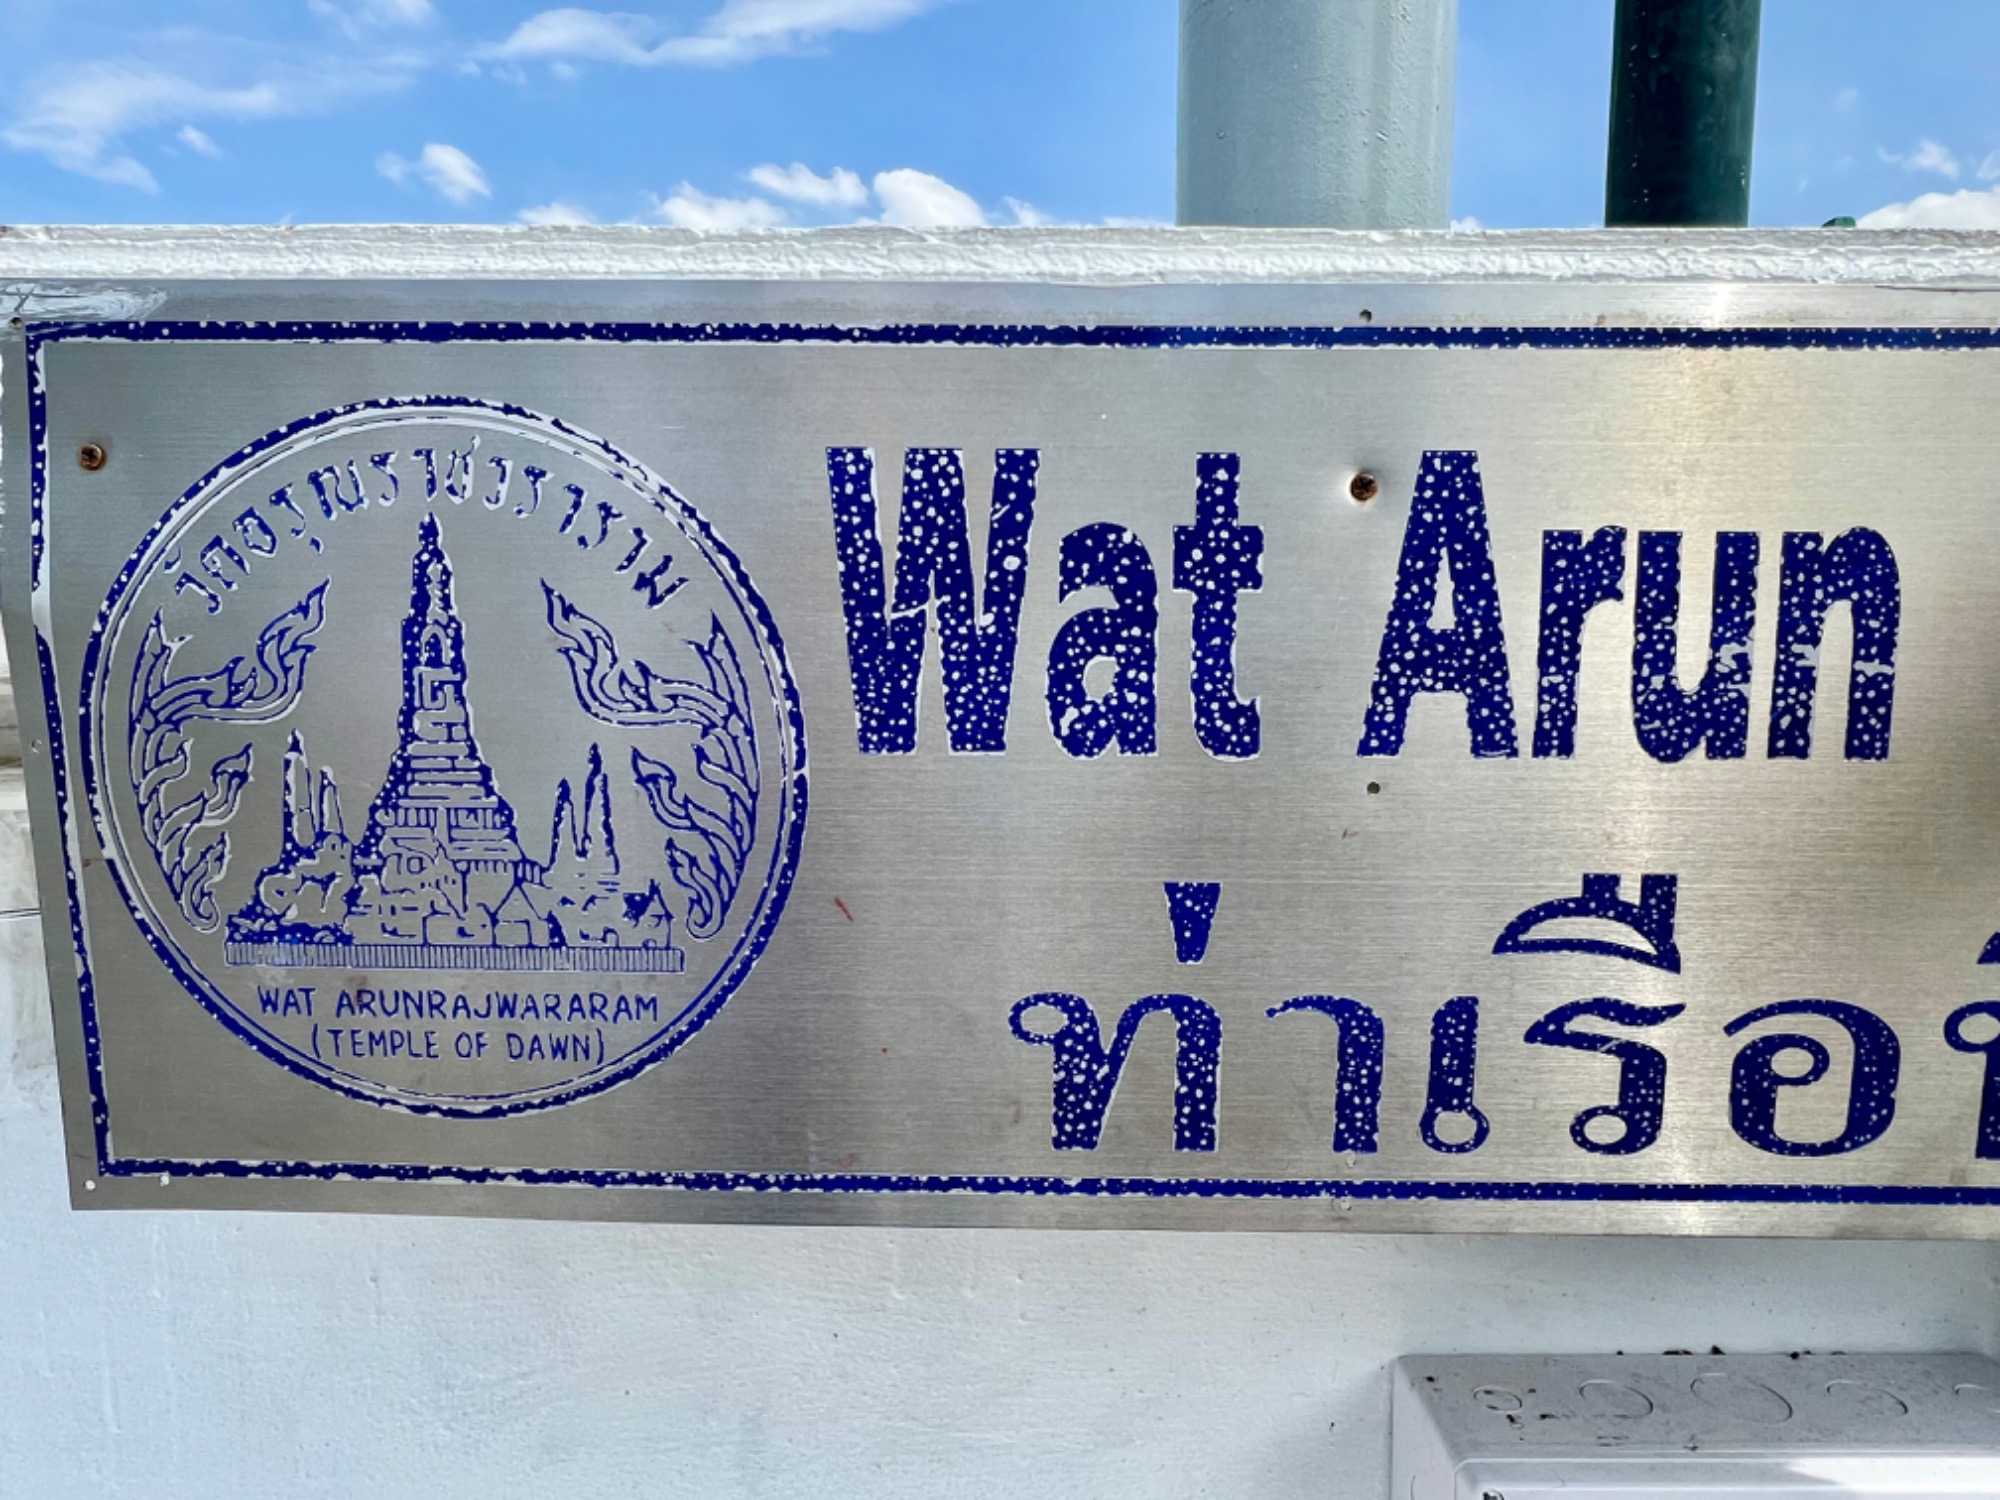 วัดอรุณราชวราราม
WAT ARUNRAJWARARAM
(TEMPLE OF DAWN)
Wat Arun
ท่าเรือ